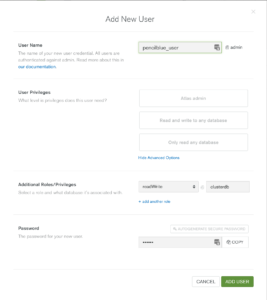 Add New User
User Name
pencilblue_user
@ admin
The name of your new user credential. All users are
authenticated against admin. Read more about this in
our documentation.
User Privileges
What level of privileges does this user need?
Atlas admin
Read and write to any database
Only read any database
Hide Advanced Options
Additional Roles/Privileges
Select a role and what database it's associated with
readWrite
@
+ add another role
Password
The password for your new user
AUTOGENERATE SECURE PASSWORD
COPY
CANCEL
ADD USER